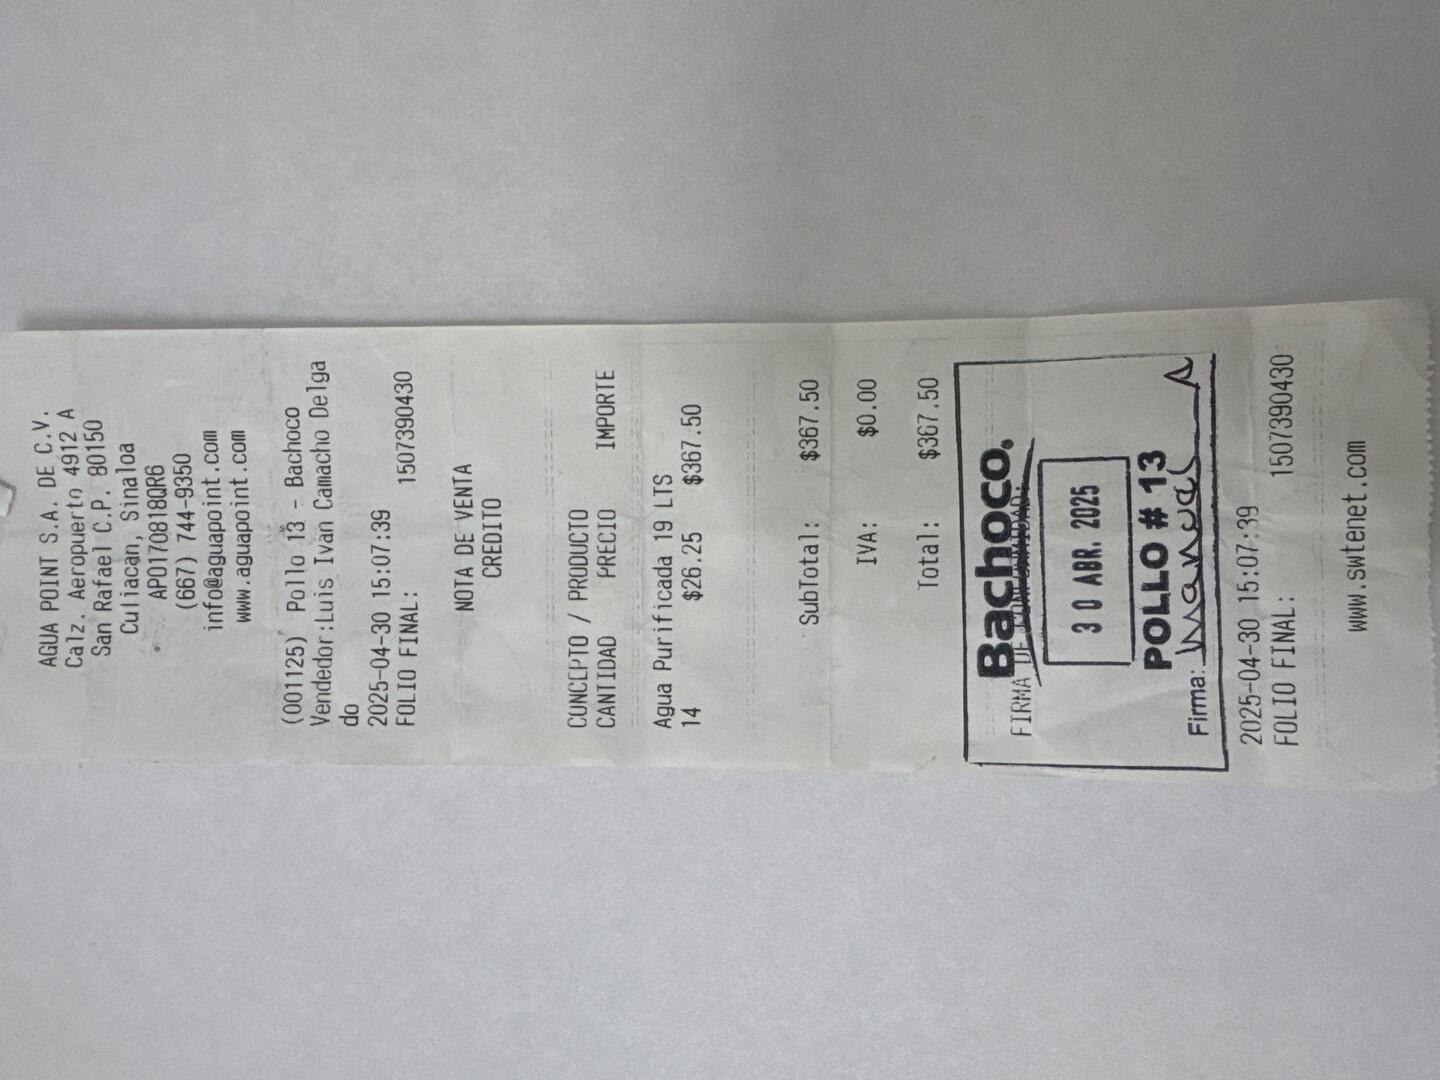 AGUA POINT S.A. DE C.V.
Calz. Aeropuerto 4912 A
San Rafael C.P. 80150
Culiacan, Sinaloa
APO170818QR6
(667) 744-9350
info@aguapoint.com
www.aguapoint.com
(001125) Pollo 13 - Bachoco
Vendedor:Luis Ivan Camacho Delga
do
2025-04-30 15:07:39
FOLIO FINAL: 1507390430
NOTA DE VENTA
CREDITO
CONCEPTO / PRODUCTO
CANTIDAD PRECIO IMPORTE
Agua Purificada 19 LTS
14 $26.25 $367.50
SubTotal: $367.50
IVA: $0.00
Total: $367.50
Bachoco.
FIRMA DE CONFORMIDAD:
30 ABR. 2025
POLLO # 13
Firma:
2025-04-30 15:07:39
FOLIO FINAL: 1507390430
www.swtenet.com